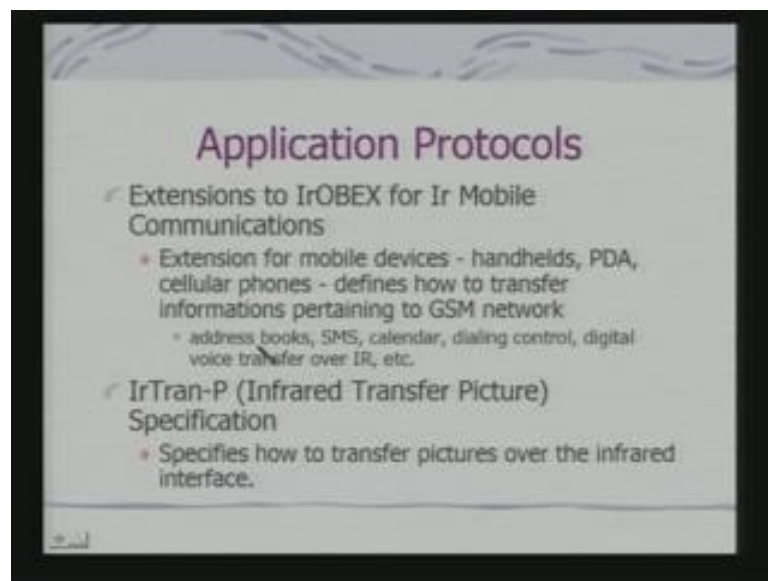 Application Protocols
Extensions to IrOBEX for Ir Mobile
Communications
Extension for mobile devices - handhelds, PDA,
cellular phones - defines how to transfer
informations pertaining to GSM network
address books, SMS, calendar, dialing control, digital
voice transfer over IR, etc.
IrTran-P (Infrared Transfer Picture)
Specification
Specifies how to transfer pictures over the infrared
interface.